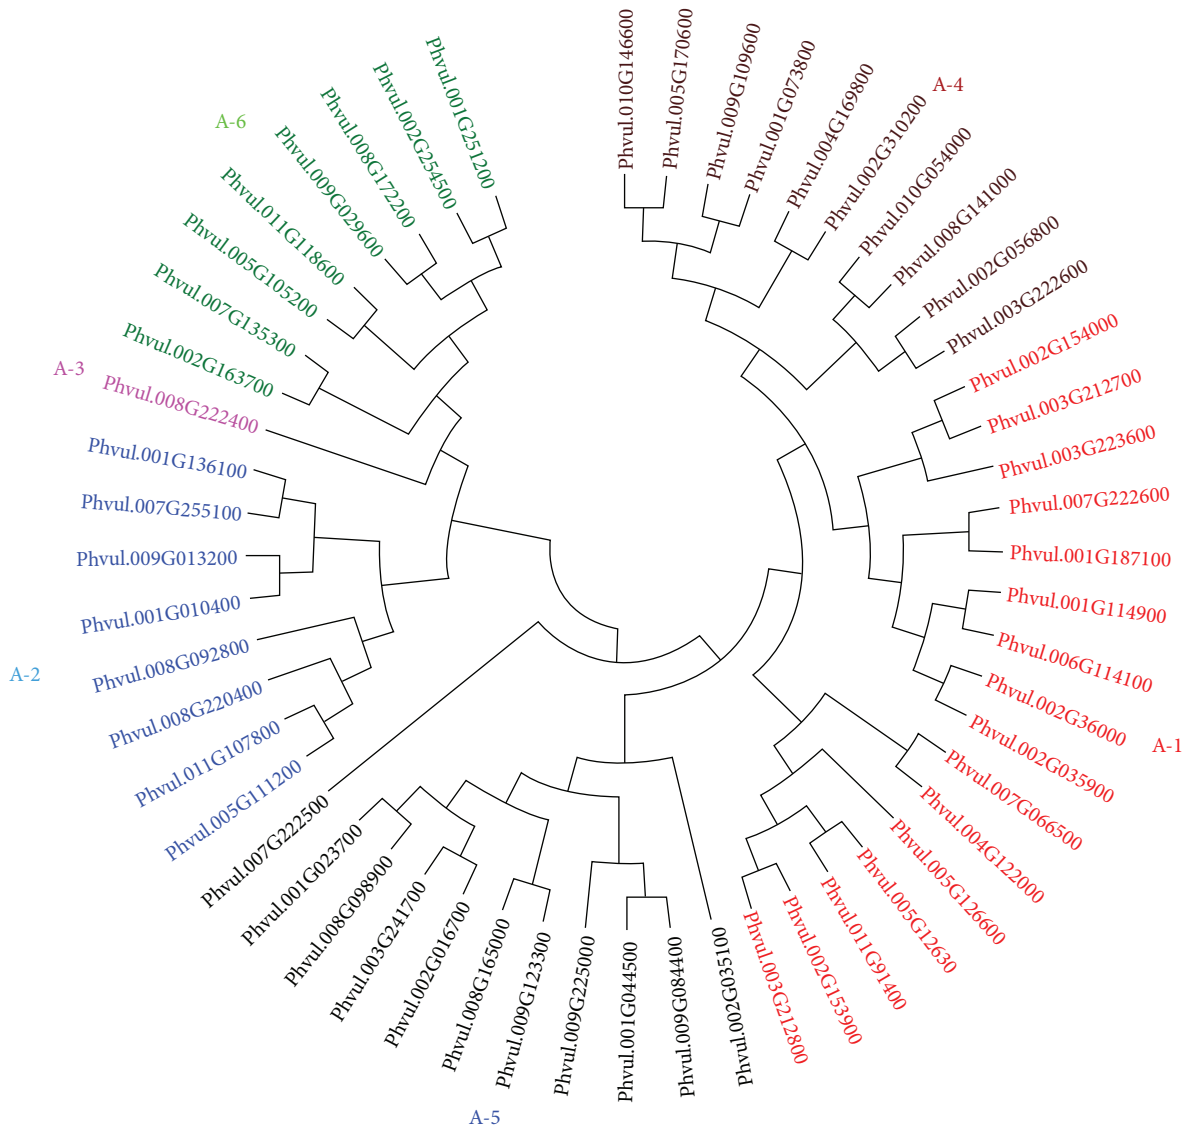 Phvul.010G146600
Phvul.005G170600
Phvul.009G109600
Phvul.001G073800
Phvul.004G169800
Phvul.002G310200
A-4
Phvul.010G054000
Phvul.008G141000
Phvul.002G056800
Phvul.003G222600
Phvul.002G154000
Phvul.003G212700
Phvul.003G223600
Phvul.007G222600
Phvul.001G187100
Phvul.001G114900
Phvul.006G114100
Phvul.002G36000
A-1
Phvul.002G035900
Phvul.007G066500
Phvul.004G122000
Phvul.005G126600
Phvul.005G12630
Phvul.011G91400
Phvul.002G153900
Phvul.003G212800
Phvul.002G035100
Phvul.009G084400
Phvul.001G044500
Phvul.009G225000
A-5
Phvul.009G123300
Phvul.008G165000
Phvul.002G016700
Phvul.003G241700
Phvul.008G098900
Phvul.001G023700
Phvul.007G222500
Phvul.005G111200
Phvul.011G107800
Phvul.008G220400
Phvul.008G092800
A-2
Phvul.001G010400
Phvul.009G013200
Phvul.007G255100
Phvul.001G136100
Phvul.008G222400
A-3
Phvul.002G163700
Phvul.007G135300
Phvul.005G105200
Phvul.011G118600
Phvul.009G029600
A-6
Phvul.008G172200
Phvul.002G254500
Phvul.001G251200